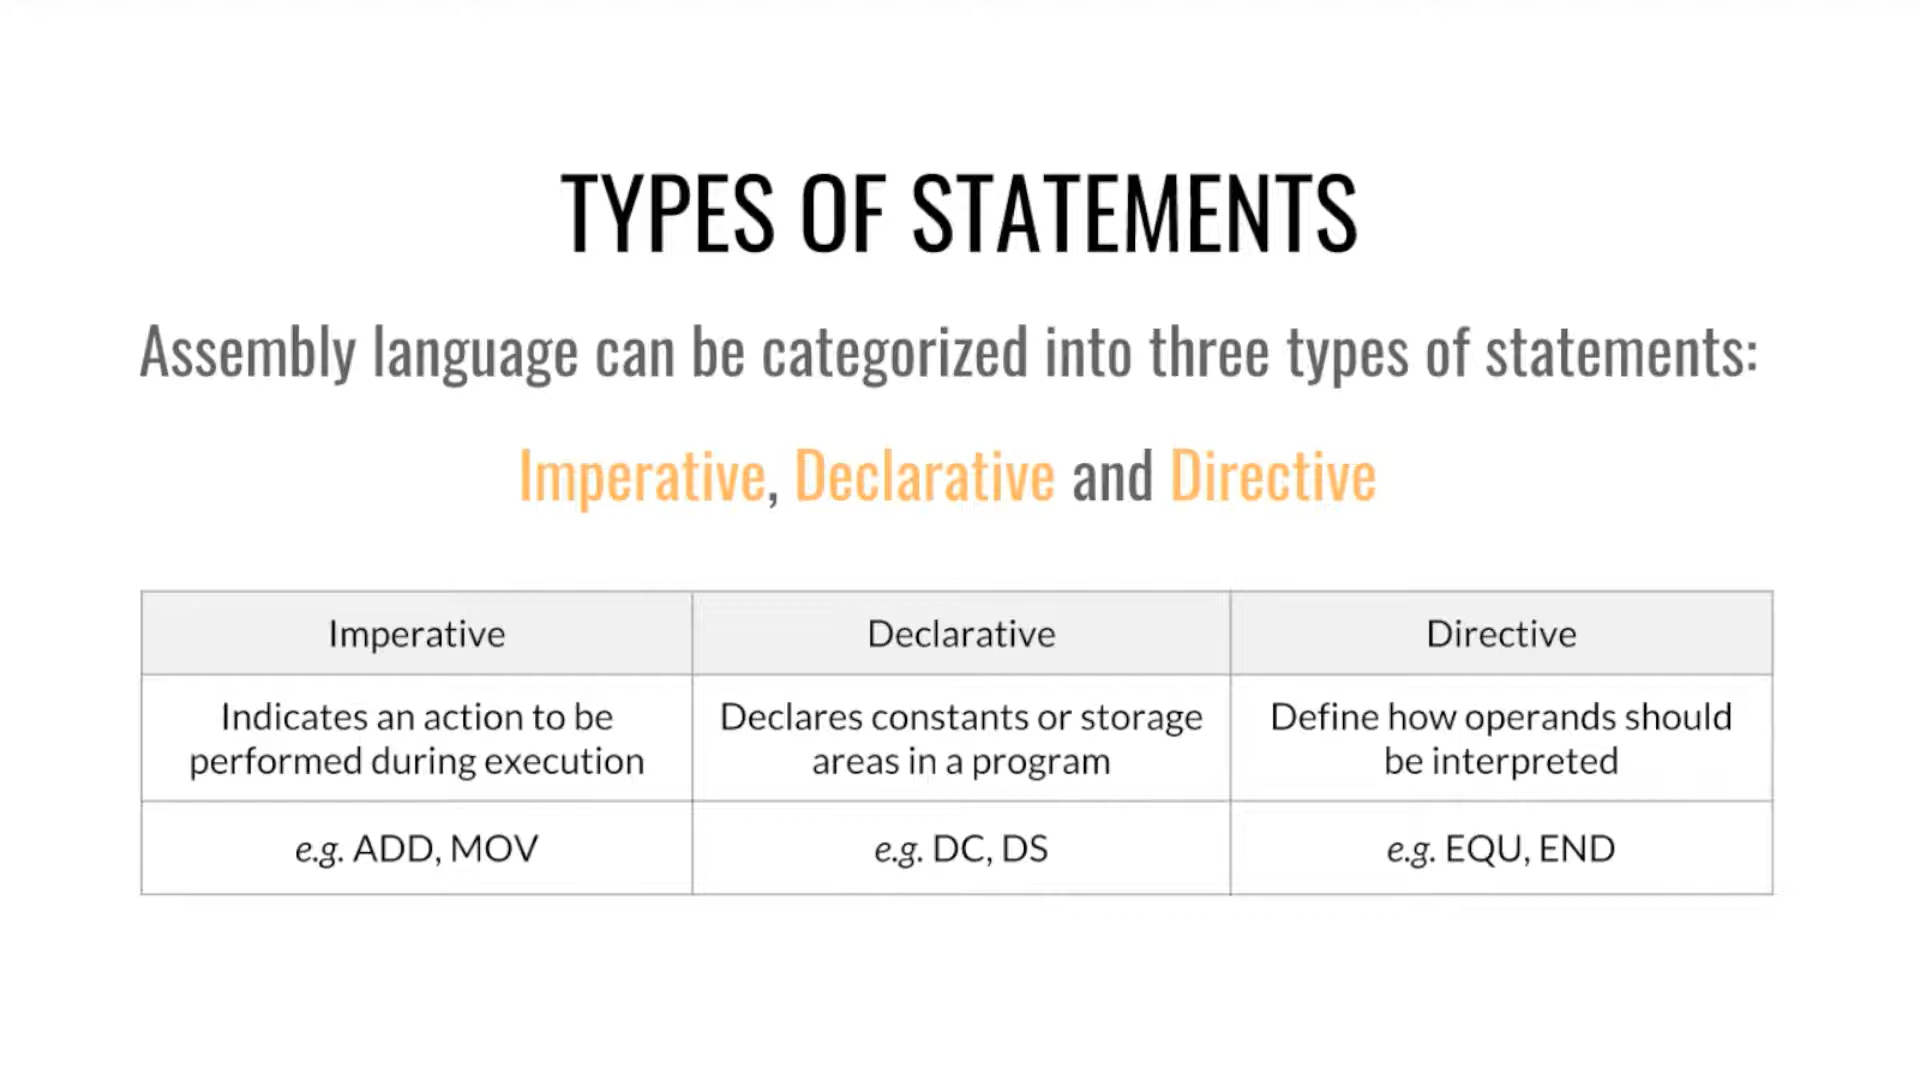 TYPES OF STATEMENTS
Assembly language can be categorized into three types of statements:
Imperative, Declarative and Directive
Imperative Declarative Directive
Indicates an action to be performed during execution
Declares constants or storage areas in a program
Define how operands should be interpreted
e.g. ADD, MOV e.g. DC, DS e.g. EQU, END